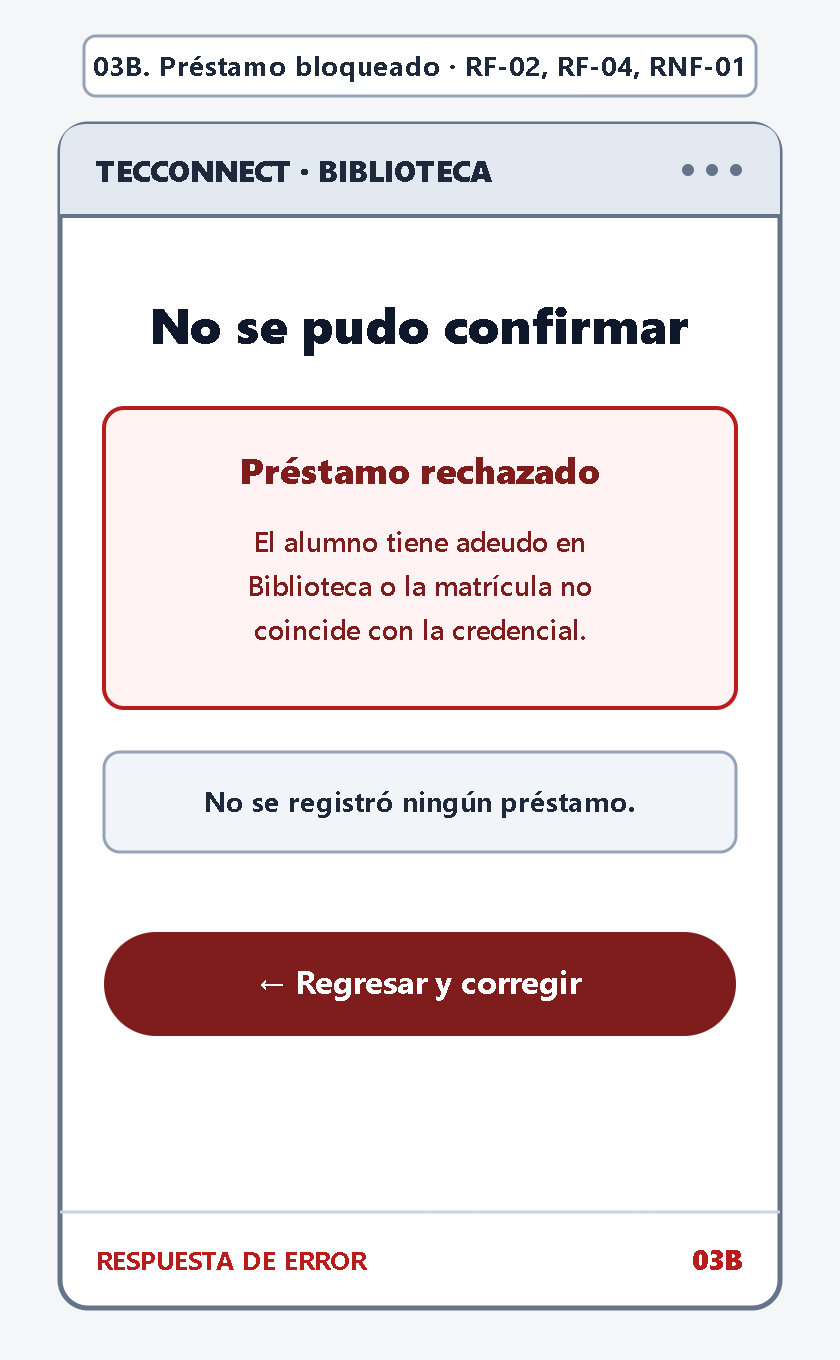 03B. Préstamo bloqueado · RF-02, RF-04, RNF-01
TECCONNECT · BIBLIOTECA
No se pudo confirmar
Préstamo rechazado
El alumno tiene adeudo en
Biblioteca o la matrícula no
coincide con la credencial.
No se registró ningún préstamo.
← Regresar y corregir
RESPUESTA DE ERROR
03B